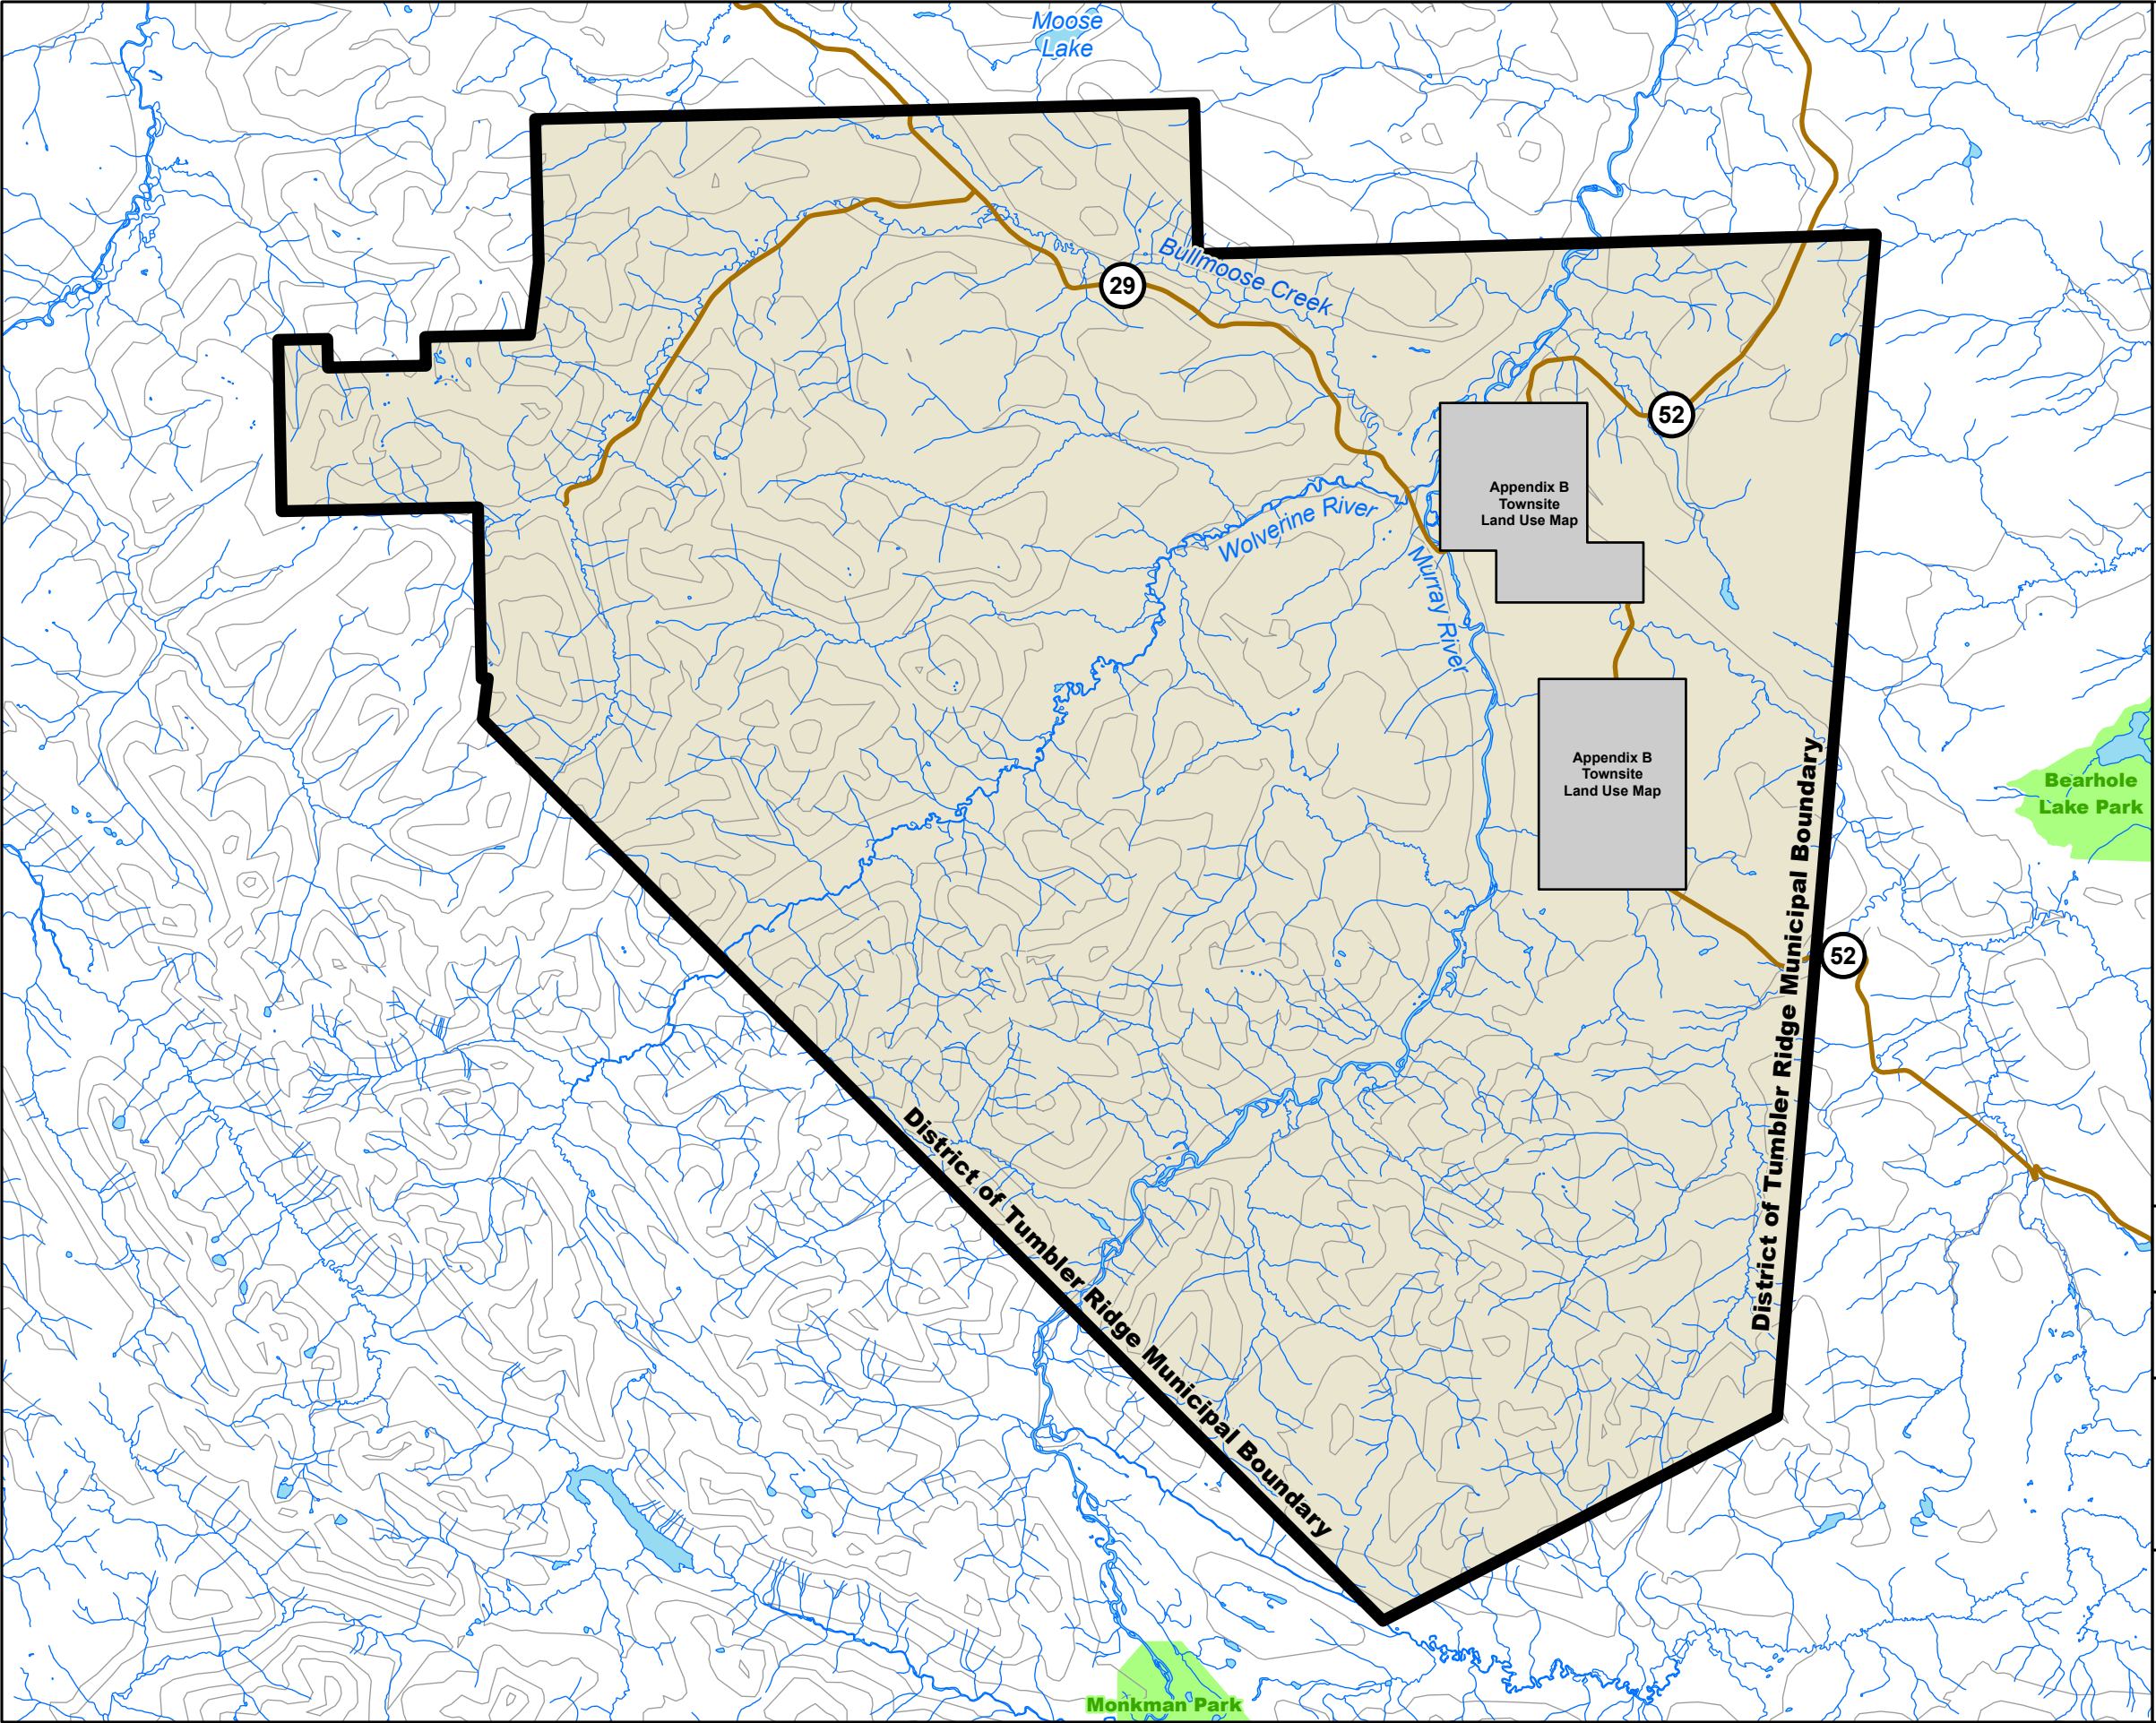 Moose
Lake
Bullmoose Creek
29
52
Appendix B
Townsite
Land Use Map
Wolverine River
Murray River
Appendix B
Townsite
Land Use Map
Bearhole
Lake Park
52
District of Tumbler Ridge Municipal Boundary
District of Tumbler Ridge Municipal Boundary
Monkman Park